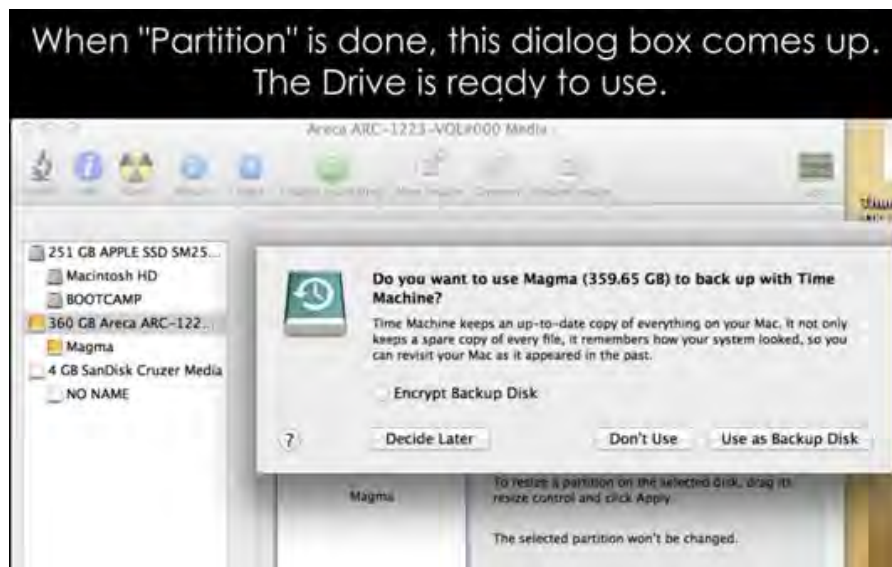 When "Partition" is done, this dialog box comes up.
The Drive is ready to use.
Areca ARC-1223-VOL#000 Media
251 GB APPLE SSD SM25...
Macintosh HD
BOOTCAMP
360 GB Areca ARC-122...
Magma
4 GB SanDisk Cruzer Media
NO NAME
Do you want to use Magma (359.65 GB) to back up with Time
Machine?
Time Machine keeps an up-to-date copy of everything on your Mac. It not only
keeps a spare copy of every file, it remembers how your system looked, so you
can revisit your Mac as it appeared in the past.
Encrypt Backup Disk
?
Decide Later
Don't Use
Use as Backup Disk
Magma
To resize a partition on the selected disk, drag its
resize control and click Apply.
The selected partition won't be changed.